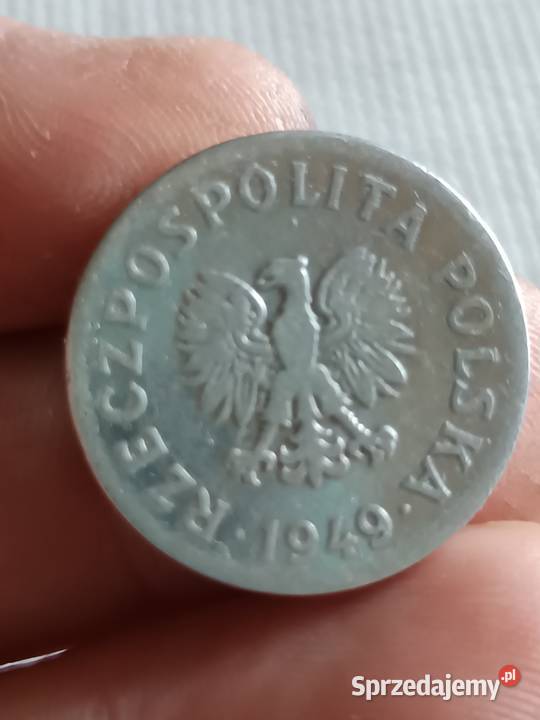 RZECZPOSPOLITA POLSKA
· 1949 ·
Sprzedajemy.pl